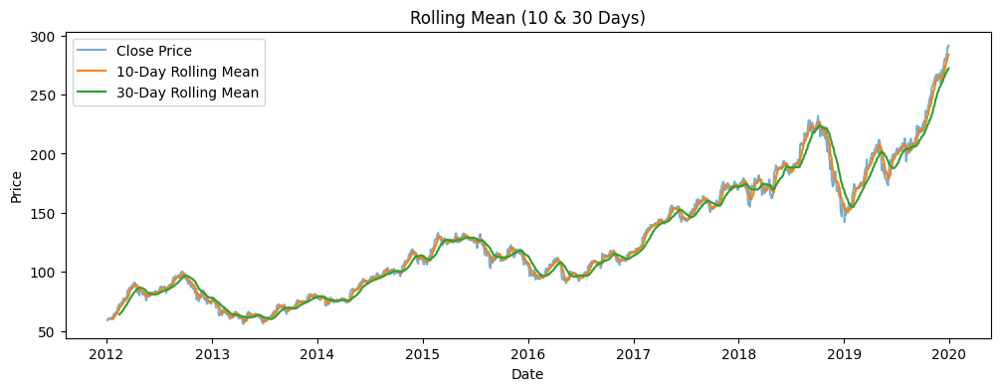 Rolling Mean (10 & 30 Days)
300
250
200
150
100
50
Price
Close Price
10-Day Rolling Mean
30-Day Rolling Mean
2012 2013 2014 2015 2016 2017 2018 2019 2020
Date